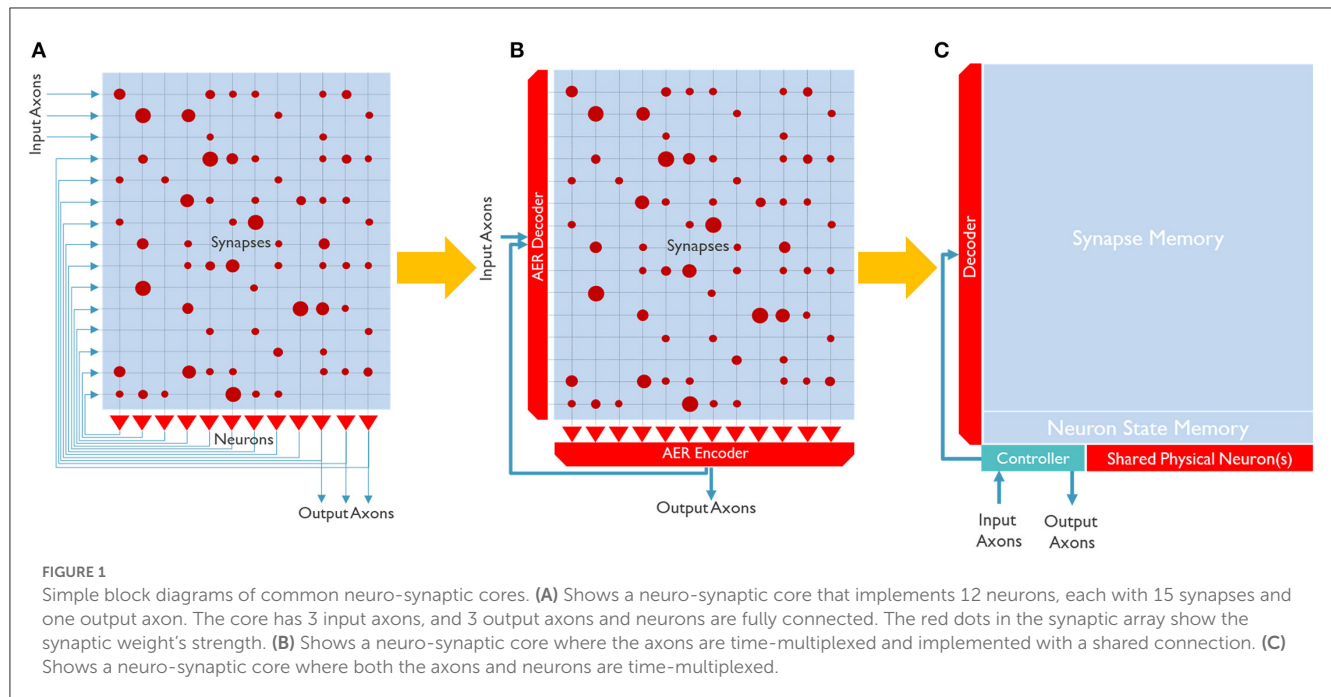 A
B
C
Input Axons
Synapses
Neurons
Output Axons
Input Axons
AER Decoder
Synapses
AER Encoder
Output Axons
Decoder
Synapse Memory
Neuron State Memory
Controller
Shared Physical Neuron(s)
Input
Axons
Output
Axons
FIGURE 1
Simple block diagrams of common neuro-synaptic cores. (A) Shows a neuro-synaptic core that implements 12 neurons, each with 15 synapses and
one output axon. The core has 3 input axons, and 3 output axons and neurons are fully connected. The red dots in the synaptic array show the
synaptic weight's strength. (B) Shows a neuro-synaptic core where the axons are time-multiplexed and implemented with a shared connection. (C)
Shows a neuro-synaptic core where both the axons and neurons are time-multiplexed.